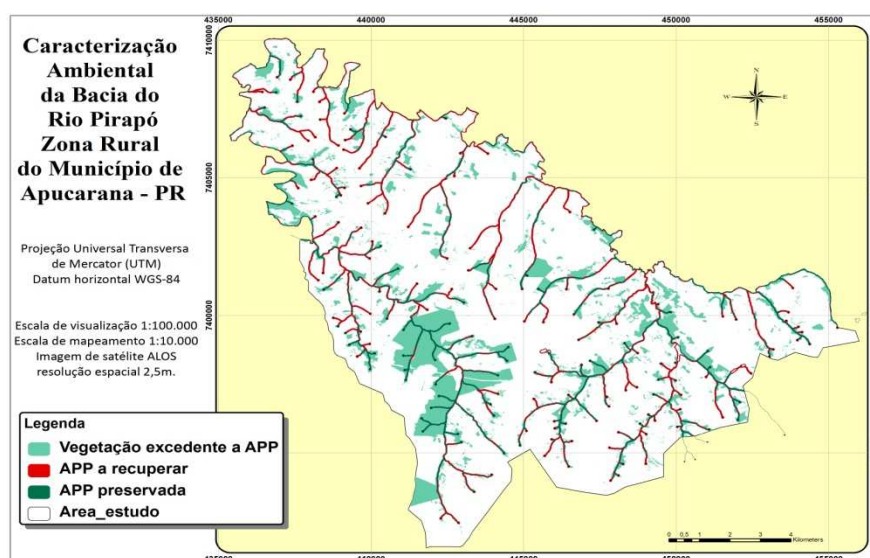 435000 440000 445000 450000 455000
7410000
7405000
7400000
Caracterização
Ambiental
da Bacia do
Rio Pirapó
Zona Rural
do Município de
Apucarana - PR
Projeção Universal Transversa
de Mercator (UTM)
Datum horizontal WGS-84
Escala de visualização 1:100.000
Escala de mapeamento 1:10.000
Imagem de satélite ALOS
resolução espacial 2,5m.
Legenda
Vegetação excedente a APP
APP a recuperar
APP preservada
Area_estudo
N
W E
S
0 0,5 1 2 3 4
Kilometers